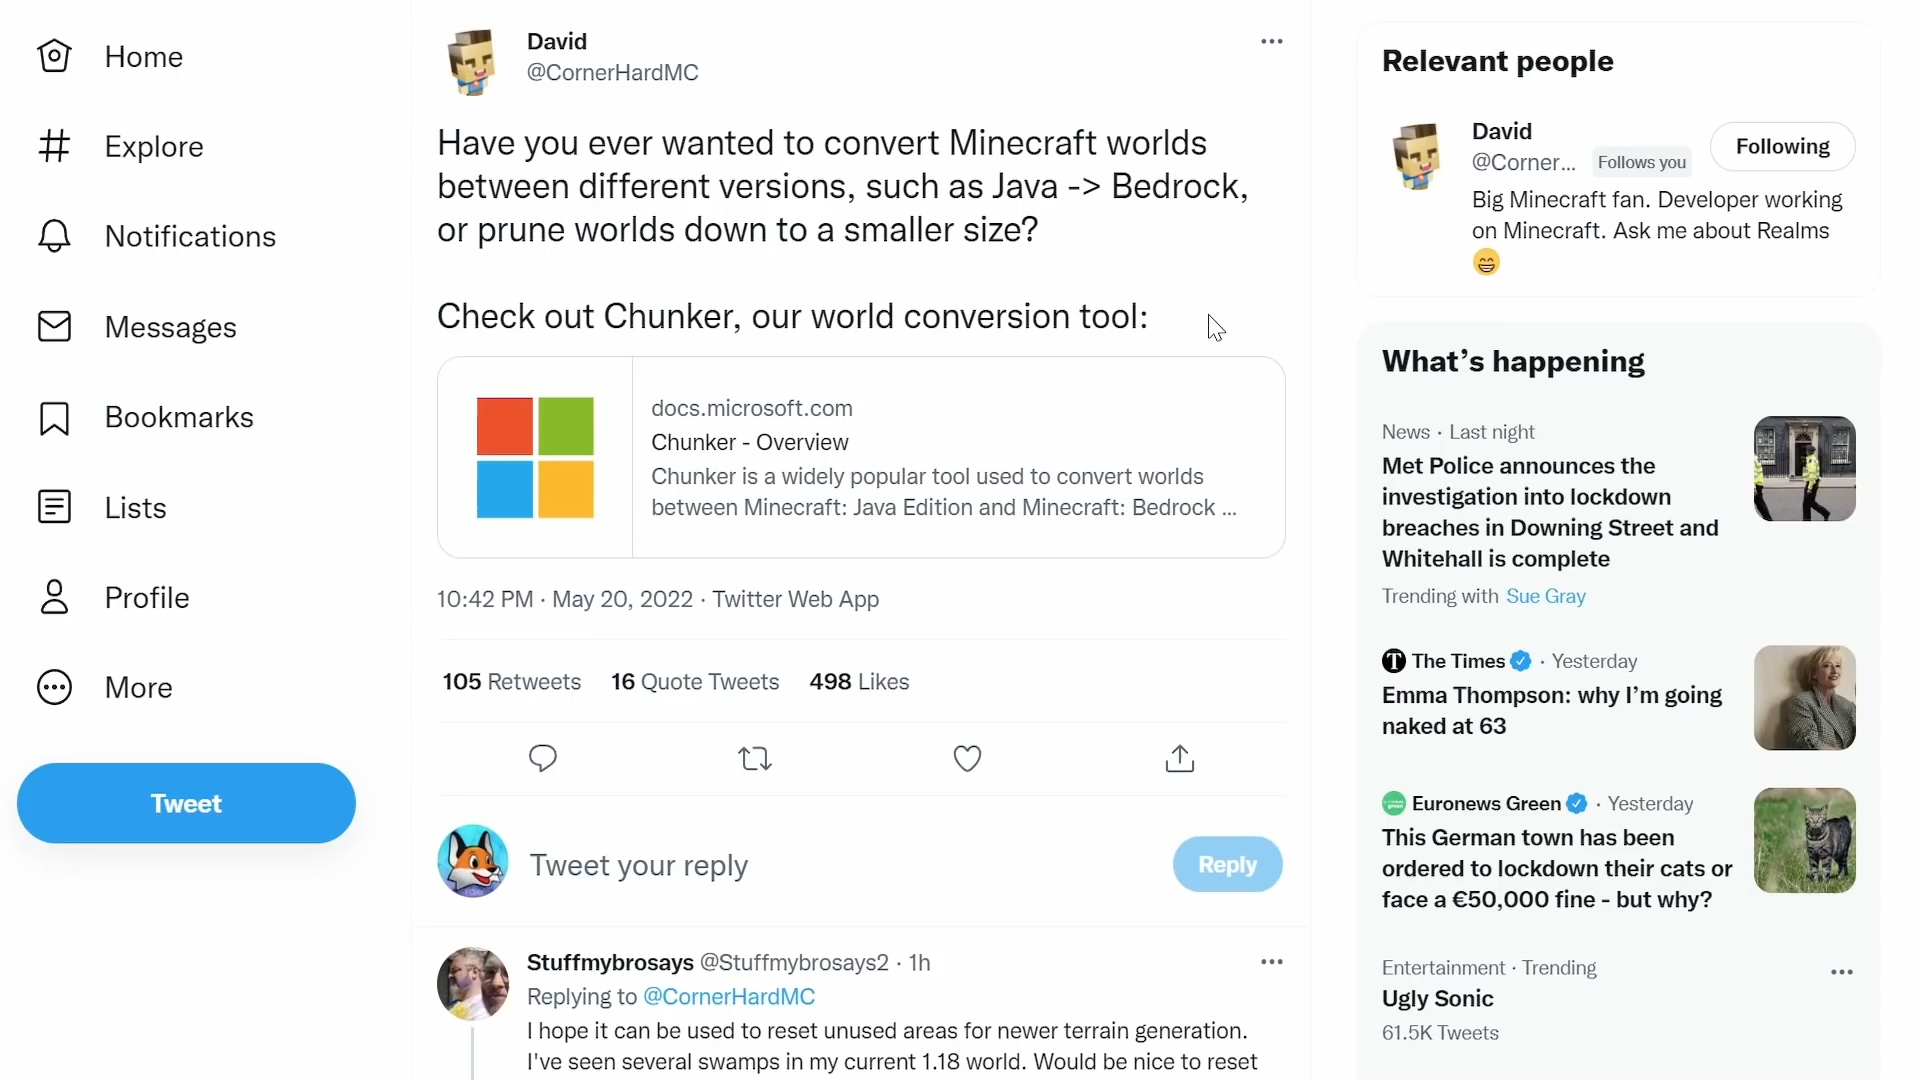 Home
Explore
Notifications
Messages
Bookmarks
Lists
Profile
More
Tweet
David
@CornerHardMC
Have you ever wanted to convert Minecraft worlds
between different versions, such as Java -> Bedrock,
or prune worlds down to a smaller size?
Check out Chunker, our world conversion tool:
docs.microsoft.com
Chunker - Overview
Chunker is a widely popular tool used to convert worlds
between Minecraft: Java Edition and Minecraft: Bedrock ...
10:42 PM · May 20, 2022 · Twitter Web App
105 Retweets 16 Quote Tweets 498 Likes
Tweet your reply
Reply
Stuffmybrosays @Stuffmybrosays2 · 1h
Replying to @CornerHardMC
I hope it can be used to reset unused areas for newer terrain generation.
I've seen several swamps in my current 1.18 world. Would be nice to reset
Relevant people
David
@Corner... Follows you
Following
Big Minecraft fan. Developer working
on Minecraft. Ask me about Realms
😁
What's happening
News · Last night
Met Police announces the
investigation into lockdown
breaches in Downing Street and
Whitehall is complete
Trending with Sue Gray
The Times · Yesterday
Emma Thompson: why I'm going
naked at 63
Euronews Green · Yesterday
This German town has been
ordered to lockdown their cats or
face a €50,000 fine - but why?
Entertainment · Trending
Ugly Sonic
61.5K Tweets